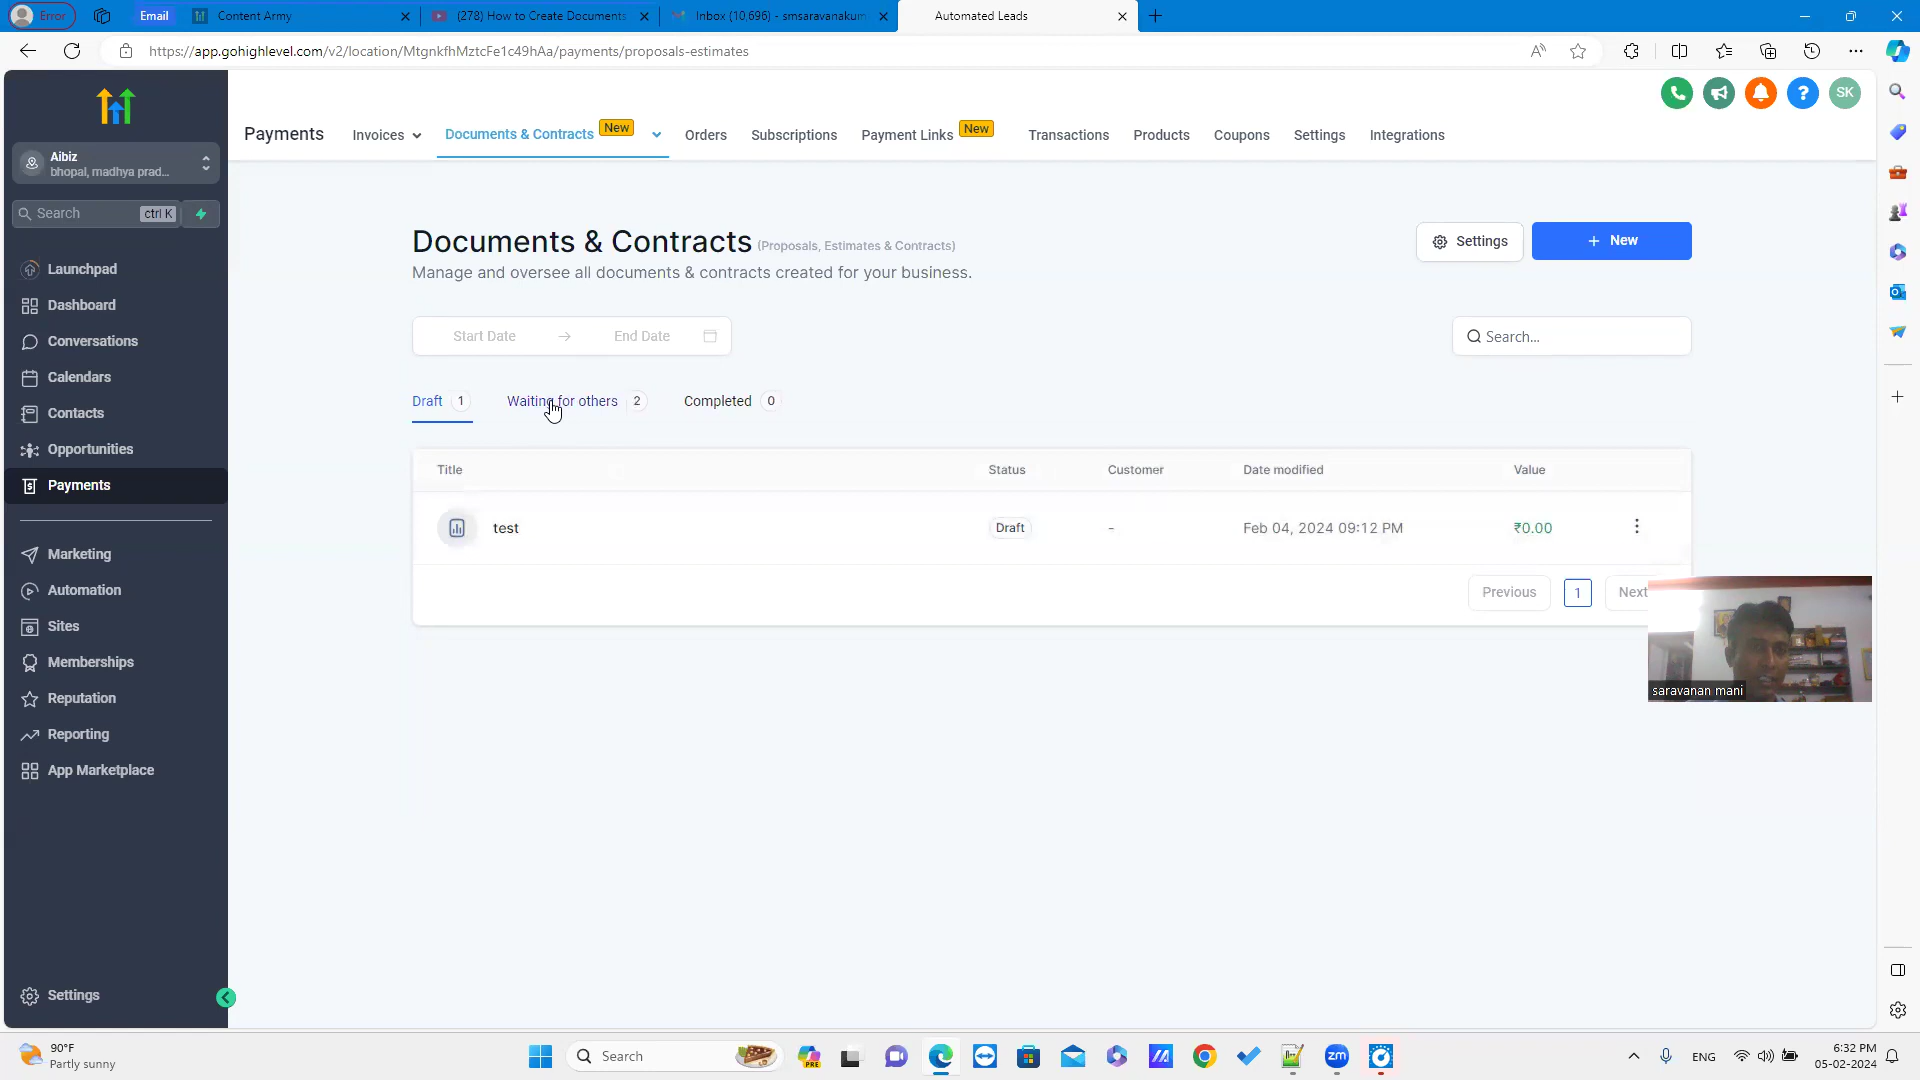 Error
Email
Content Army
(278) How to Create Documents
Inbox (10,696) - smsaravanakum
Automated Leads
https://app.gohighlevel.com/v2/location/MtgnkfhMztcFe1c49hAa/payments/proposals-estimates
SK
Payments
Invoices
Documents & Contracts
New
Orders
Subscriptions
Payment Links
New
Transactions
Products
Coupons
Settings
Integrations
Aibiz
bhopal, madhya prad...
Search
ctrl K
Launchpad
Dashboard
Conversations
Calendars
Contacts
Opportunities
Payments
Marketing
Automation
Sites
Memberships
Reputation
Reporting
App Marketplace
Settings
Documents & Contracts (Proposals, Estimates & Contracts)
Manage and oversee all documents & contracts created for your business.
Settings
+ New
Start Date → End Date
Search...
Draft 1
Waiting for others 2
Completed 0
Title Status Customer Date modified Value
test Draft - Feb 04, 2024 09:12 PM ₹0.00
Previous 1 Next
saravanan mani
90°F
Partly sunny
Search
PRE
zm
ENG
6:32 PM
05-02-2024